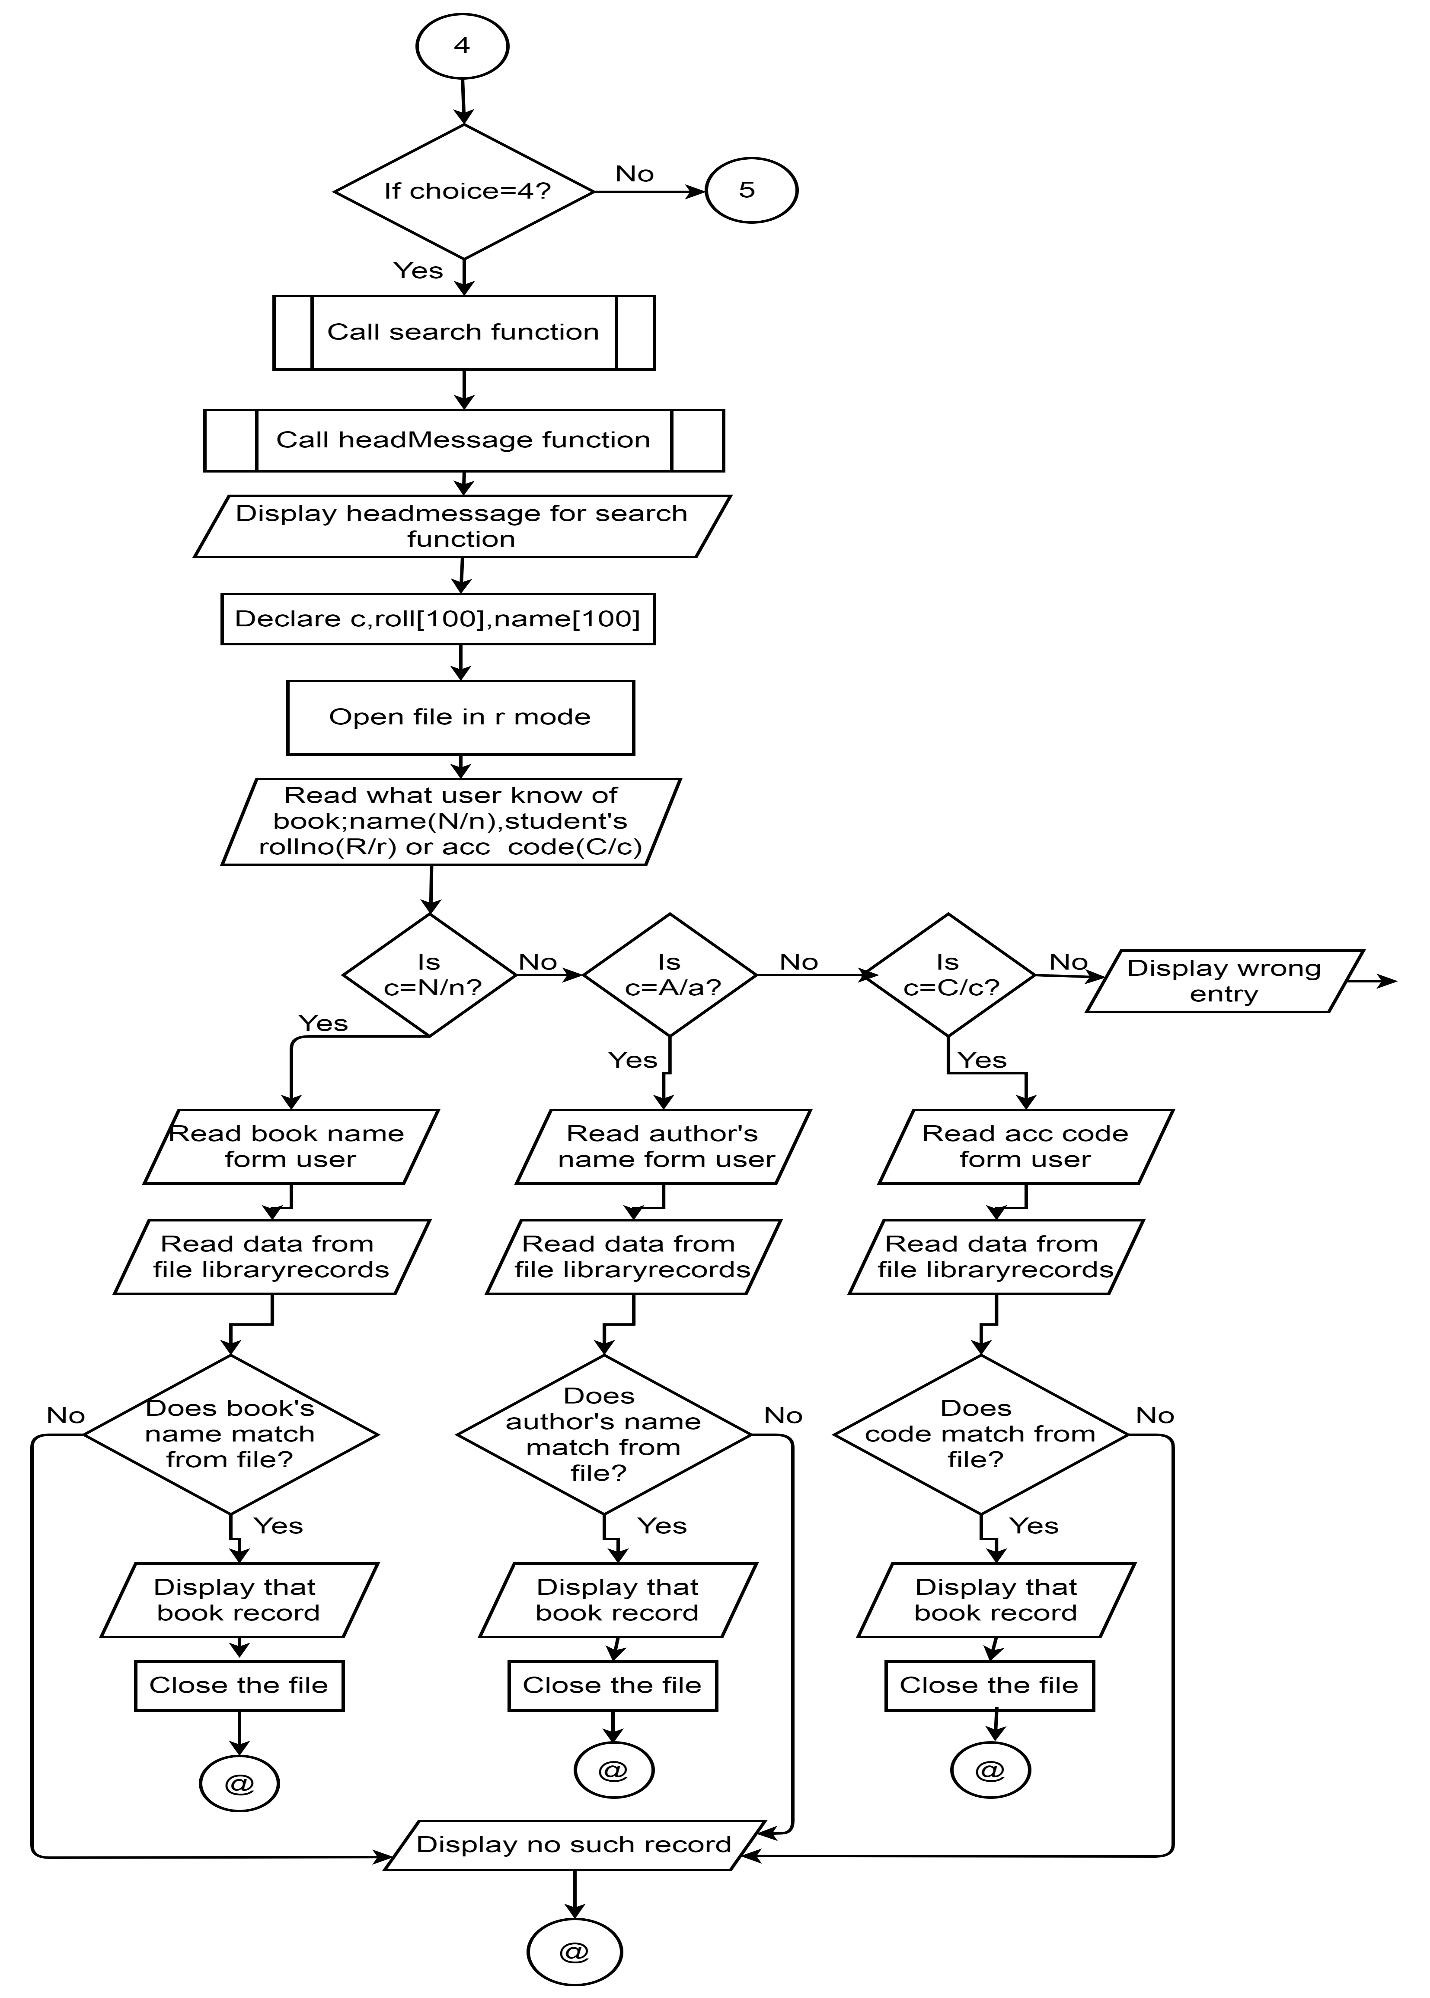 4
If choice=4?
No
5
Yes
Call search function
Call headMessage function
Display headmessage for search
function
Declare c,roll[100],name[100]
Open file in r mode
Read what user know of
book;name(N/n),student's
rollno(R/r) or acc  code(C/c)
Is
c=N/n?
No
Is
c=A/a?
No
Is
c=C/c?
No
Display wrong
entry
Yes
Yes
Yes
Read book name
form user
Read author's
name form user
Read acc code
form user
Read data from
file libraryrecords
Read data from
file libraryrecords
Read data from
file libraryrecords
No
Does book's
name match
from file?
Does
author's name
match from
file?
No
Does
code match from
file?
No
Yes
Yes
Yes
Display that
book record
Display that
book record
Display that
book record
Close the file
Close the file
Close the file
@
@
@
Display no such record
@